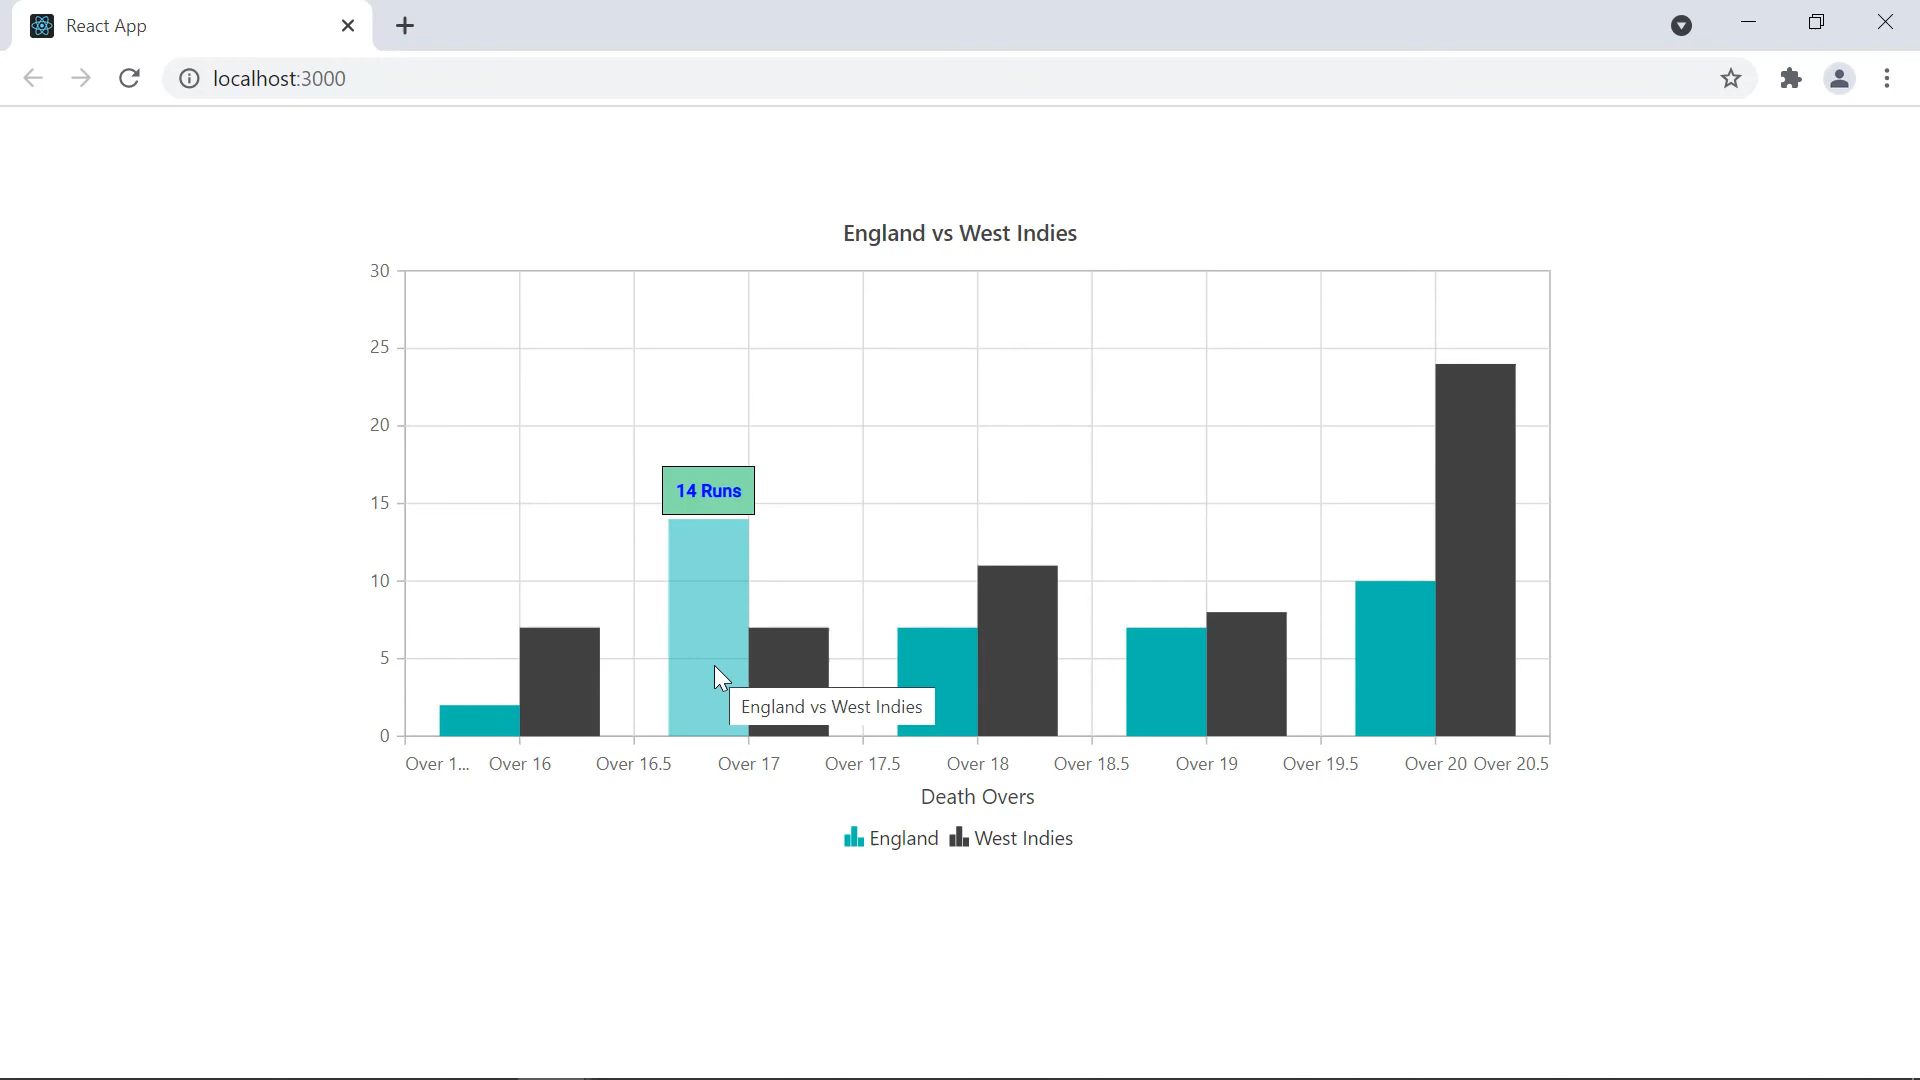 React App
localhost:3000
England vs West Indies
30
25
20
15
10
5
0
14 Runs
England vs West Indies
Over 1... Over 16 Over 16.5 Over 17 Over 17.5 Over 18 Over 18.5 Over 19 Over 19.5 Over 20 Over 20.5
Death Overs
England West Indies